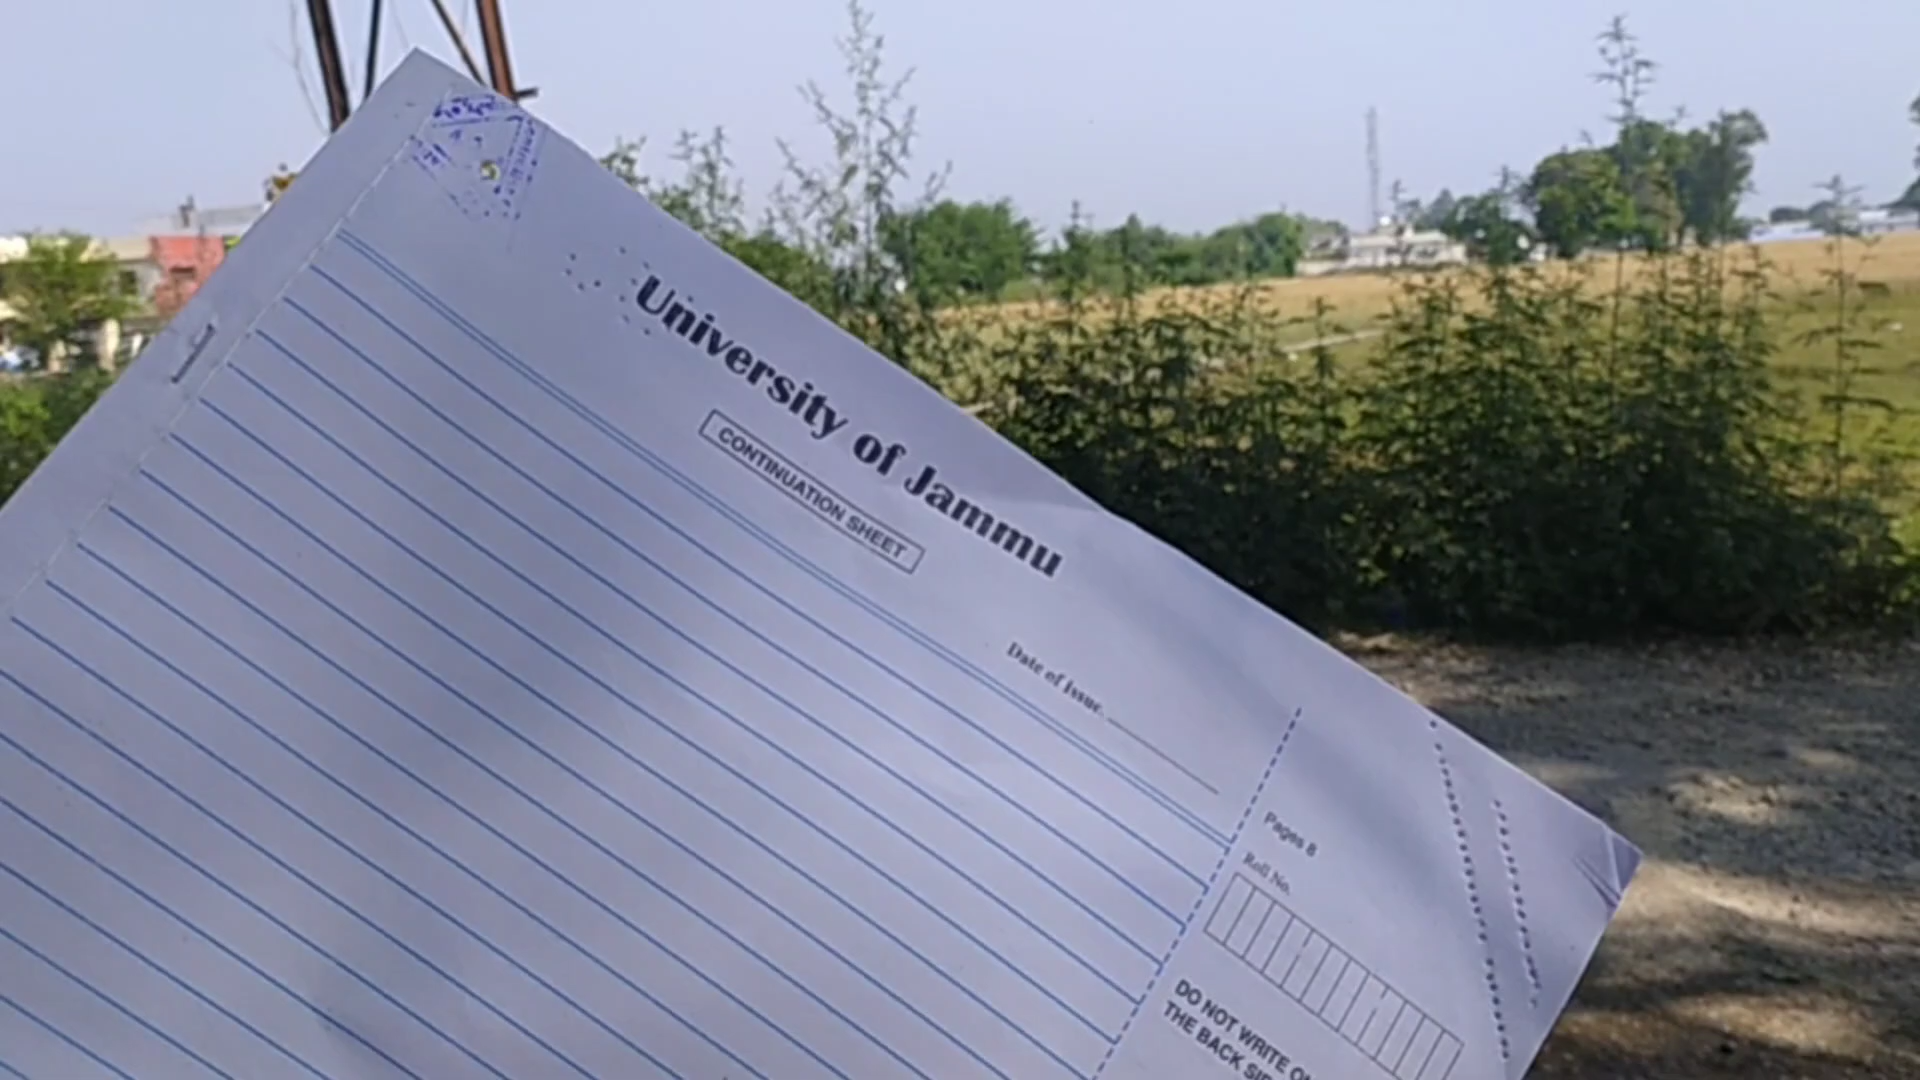 University of Jammu
CONTINUATION SHEET
Date of issue.
Pages 8
Roll No.
DO NOT WRITE
THE BACK